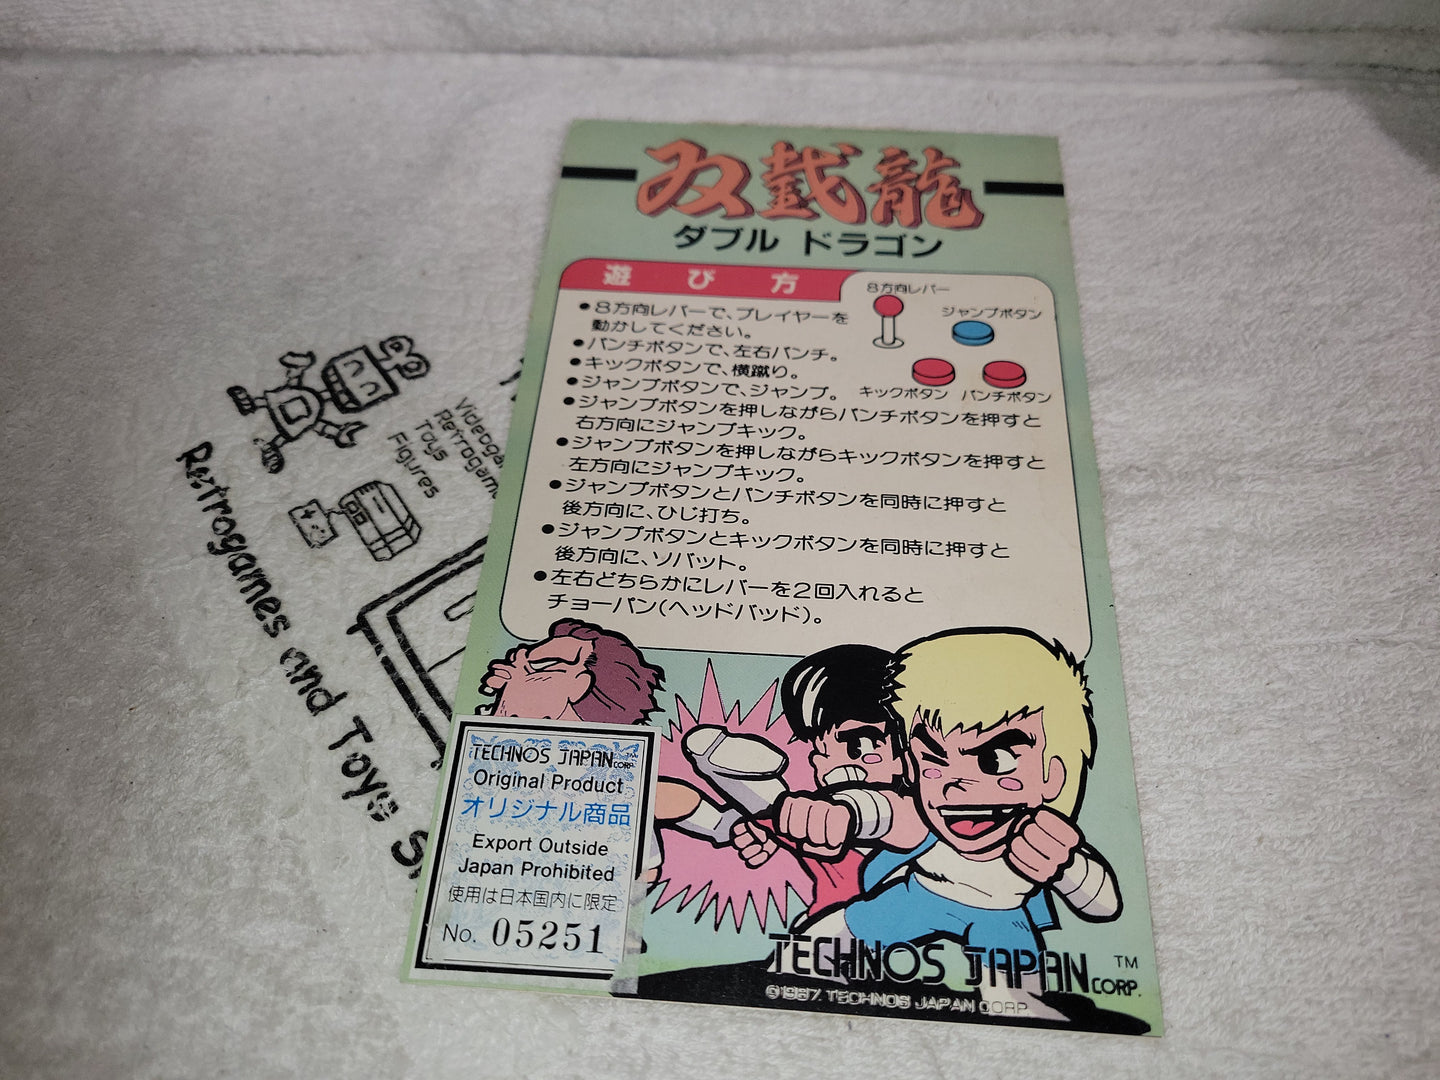 双截龍
ダブル ドラゴン
遊び方
8方向レバー
ジャンプボタン
キックボタン パンチボタン
●8方向レバーで、プレイヤーを
動かしてください。
●パンチボタンで、左右パンチ。
●キックボタンで、横蹴り。
●ジャンプボタンで、ジャンプ。
●ジャンプボタンを押しながらパンチボタンを押すと
右方向にジャンプキック。
●ジャンプボタンを押しながらキックボタンを押すと
左方向にジャンプキック。
●ジャンプボタンとパンチボタンを同時に押すと
後方向に、ひじ打ち。
●ジャンプボタンとキックボタンを同時に押すと
後方向に、ソバット。
●左右どちらかにレバーを2回入れると
チョーパン(ヘッドバッド)。
TECHNOS JAPAN CORP.
Original Product
オリジナル商品
Export Outside
Japan Prohibited
使用は日本国内に限定
No. 05251
TECHNOS JAPAN CORP.™
©1987. TECHNOS JAPAN CORP.
Toys
Figures
Retrogames and Toys